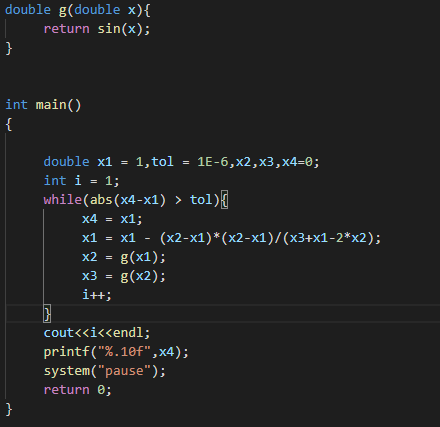 double g(double x){
return sin(x);
}
int main()
{
double x1 = 1,tol = 1E-6,x2,x3,x4=0;
int i = 1;
while(abs(x4-x1) > tol){
x4 = x1;
x1 = x1 - (x2-x1)*(x2-x1)/(x3+x1-2*x2);
x2 = g(x1);
x3 = g(x2);
i++;
}
cout<<i<<endl;
printf("%.10f",x4);
system("pause");
return 0;
}